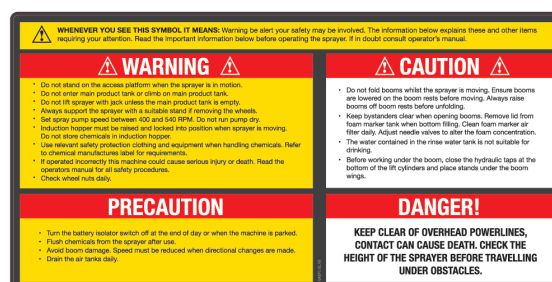 WHENEVER YOU SEE THIS SYMBOL IT MEANS: Warning be alert your safety may be involved. The information below explains these and other items
requiring your attention. Read the important information below before operating the sprayer. If in doubt consult operator's manual.
WARNING
• Do not stand on the access platform when the sprayer is in motion.
• Do not enter main product tank or climb on main product tank.
• Do not lift sprayer with jack unless the main product tank is empty.
• Always support the sprayer with a suitable stand if removing the wheels.
• Set spray pump speed between 400 and 540 RPM. Do not run pump dry.
• Induction hopper must be raised and locked into position when sprayer is moving.
Do not store chemicals in induction hopper.
• Use relevant safety protection clothing and equipment when handling chemicals. Refer
to chemical manufactures label for requirements.
• If operated incorrectly this machine could cause serious injury or death. Read the
operators manual for all safety procedures.
• Check wheel nuts daily.
CAUTION
• Do not fold booms whilst the sprayer is moving. Ensure booms
are lowered on the boom rests before moving. Always raise
booms off boom rests before unfolding.
• Keep bystanders clear when opening booms. Remove lid from
foam marker tank when bottom filling. Clean foam marker air
filter daily. Adjust needle valves to alter the foam concentration.
• The water contained in the rinse water tank is not suitable for
drinking.
• Before working under the boom, close the hydraulic taps at the
bottom of the lift cylinders and place stands under the boom
wings.
PRECAUTION
• Turn the battery isolator switch off at the end of day or when the machine is parked.
• Flush chemicals from the sprayer after use.
• Avoid boom damage. Speed must be reduced when directional changes are made.
• Drain the air tanks daily.
DANGER!
KEEP CLEAR OF OVERHEAD POWERLINES,
CONTACT CAN CAUSE DEATH. CHECK THE
HEIGHT OF THE SPRAYER BEFORE TRAVELLING
UNDER OBSTACLES.